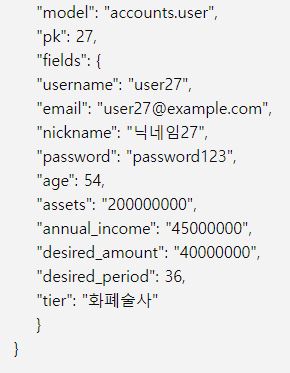 "model": "accounts.user",
"pk": 27,
"fields": {
"username": "user27",
"email": "user27@example.com",
"nickname": "닉네임27",
"password": "password123",
"age": 54,
"assets": "200000000",
"annual_income": "45000000",
"desired_amount": "40000000",
"desired_period": 36,
"tier": "화폐술사"
}
}